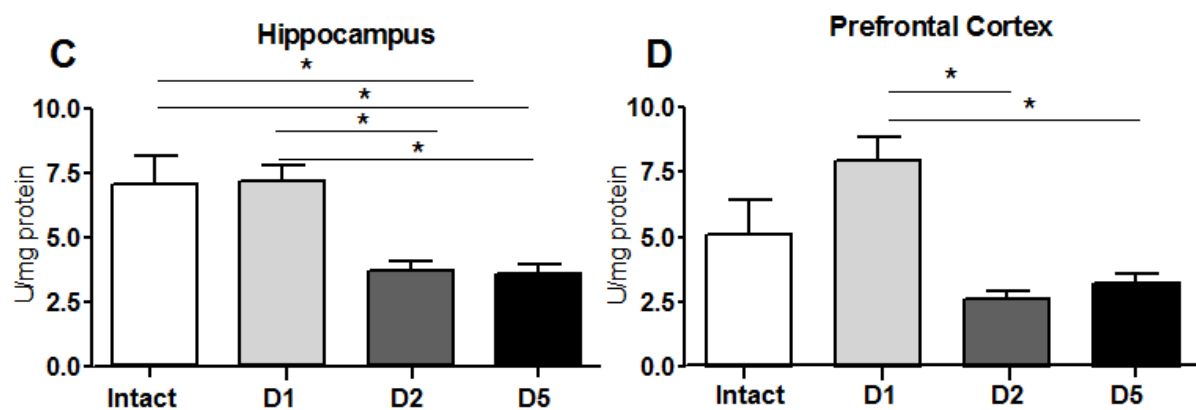 C
Hippocampus
*
*
*
*
10.0
7.5
5.0
2.5
0.0
U/mg protein
Intact D1 D2 D5
D
Prefrontal Cortex
*
*
10.0
7.5
5.0
2.5
0.0
U/mg protein
Intact D1 D2 D5